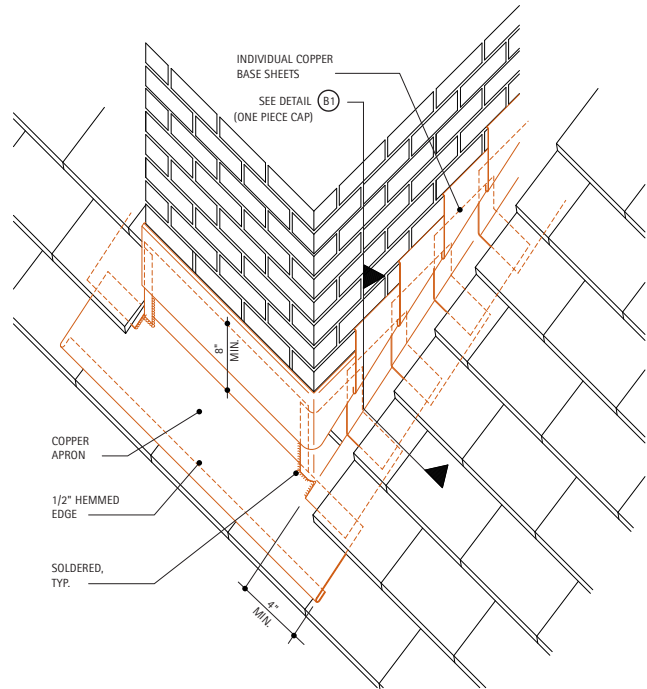 INDIVIDUAL COPPER
BASE SHEETS
SEE DETAIL B1
(ONE PIECE CAP)
8"
MIN.
COPPER
APRON
1/2" HEMMED
EDGE
SOLDERED,
TYP.
4"
MIN.